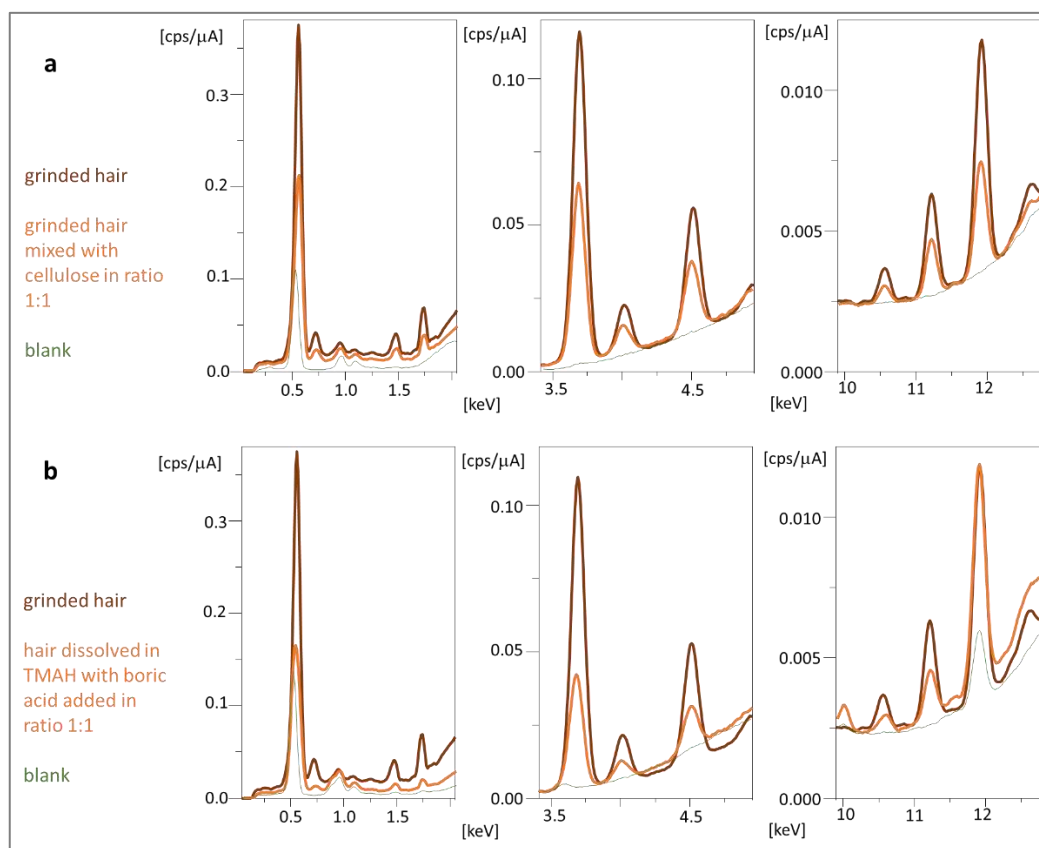 a
[cps/μA]
0.3
0.2
0.1
0.0
0.5
1.0
1.5
[keV]
[cps/μA]
0.10
0.05
0.00
3.5
4.5
[keV]
[cps/μA]
0.010
0.005
0.000
10
11
12
grinded hair
grinded hair
mixed with
cellulose in ratio
1:1
blank
b
[cps/μA]
0.3
0.2
0.1
0.0
0.5
1.0
1.5
[keV]
[cps/μA]
0.10
0.05
0.00
3.5
4.5
[keV]
[cps/μA]
0.010
0.005
0.000
10
11
12
grinded hair
hair dissolved in
TMAH with boric
acid added in
ratio 1:1
blank